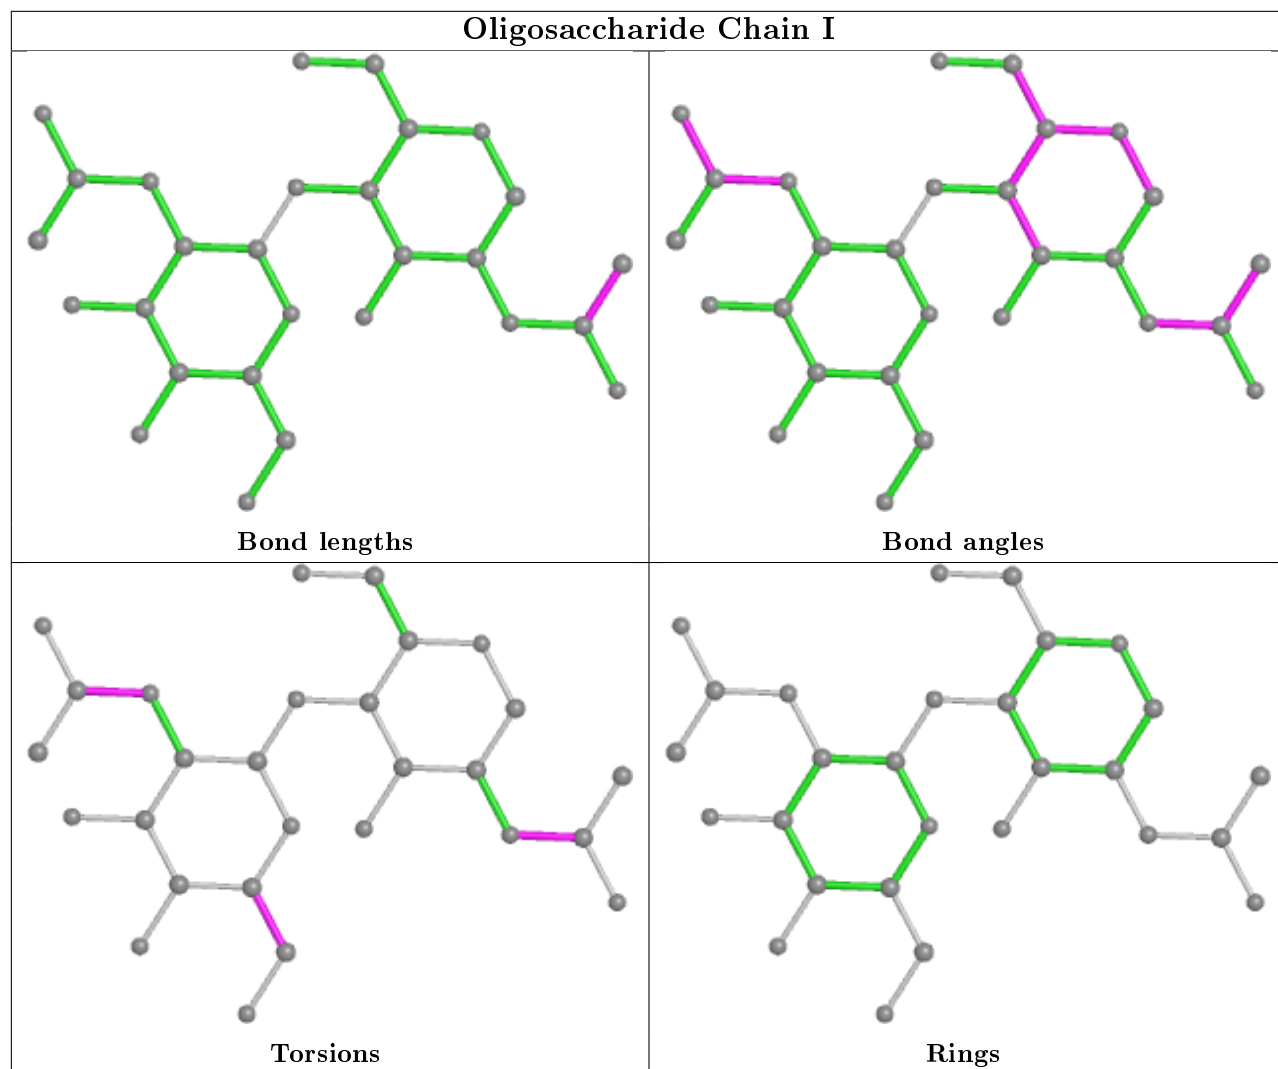 Oligosaccharide Chain I
Bond lengths
Bond angles
Torsions
Rings